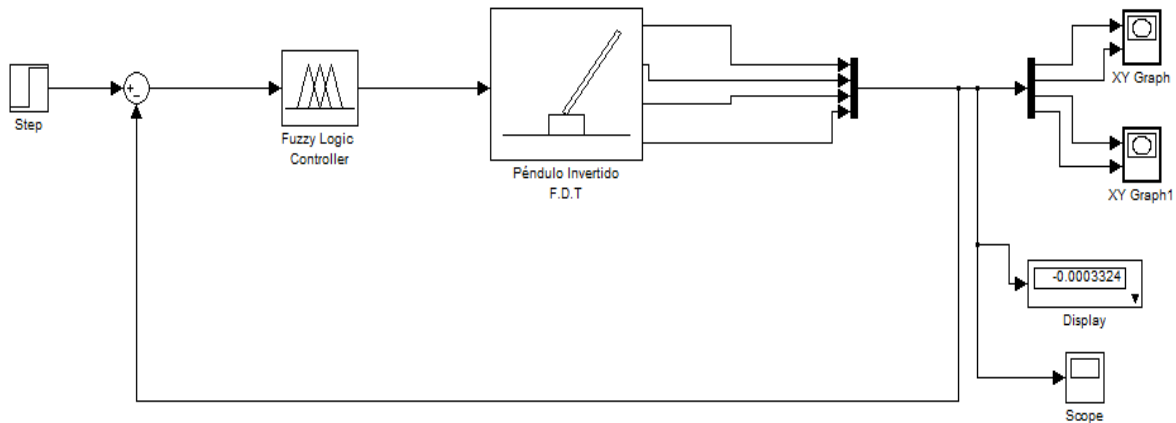 Step
+
-
Fuzzy Logic
Controller
Péndulo Invertido
F.D.T
XY Graph
XY Graph1
-0.0003324
Display
Scope